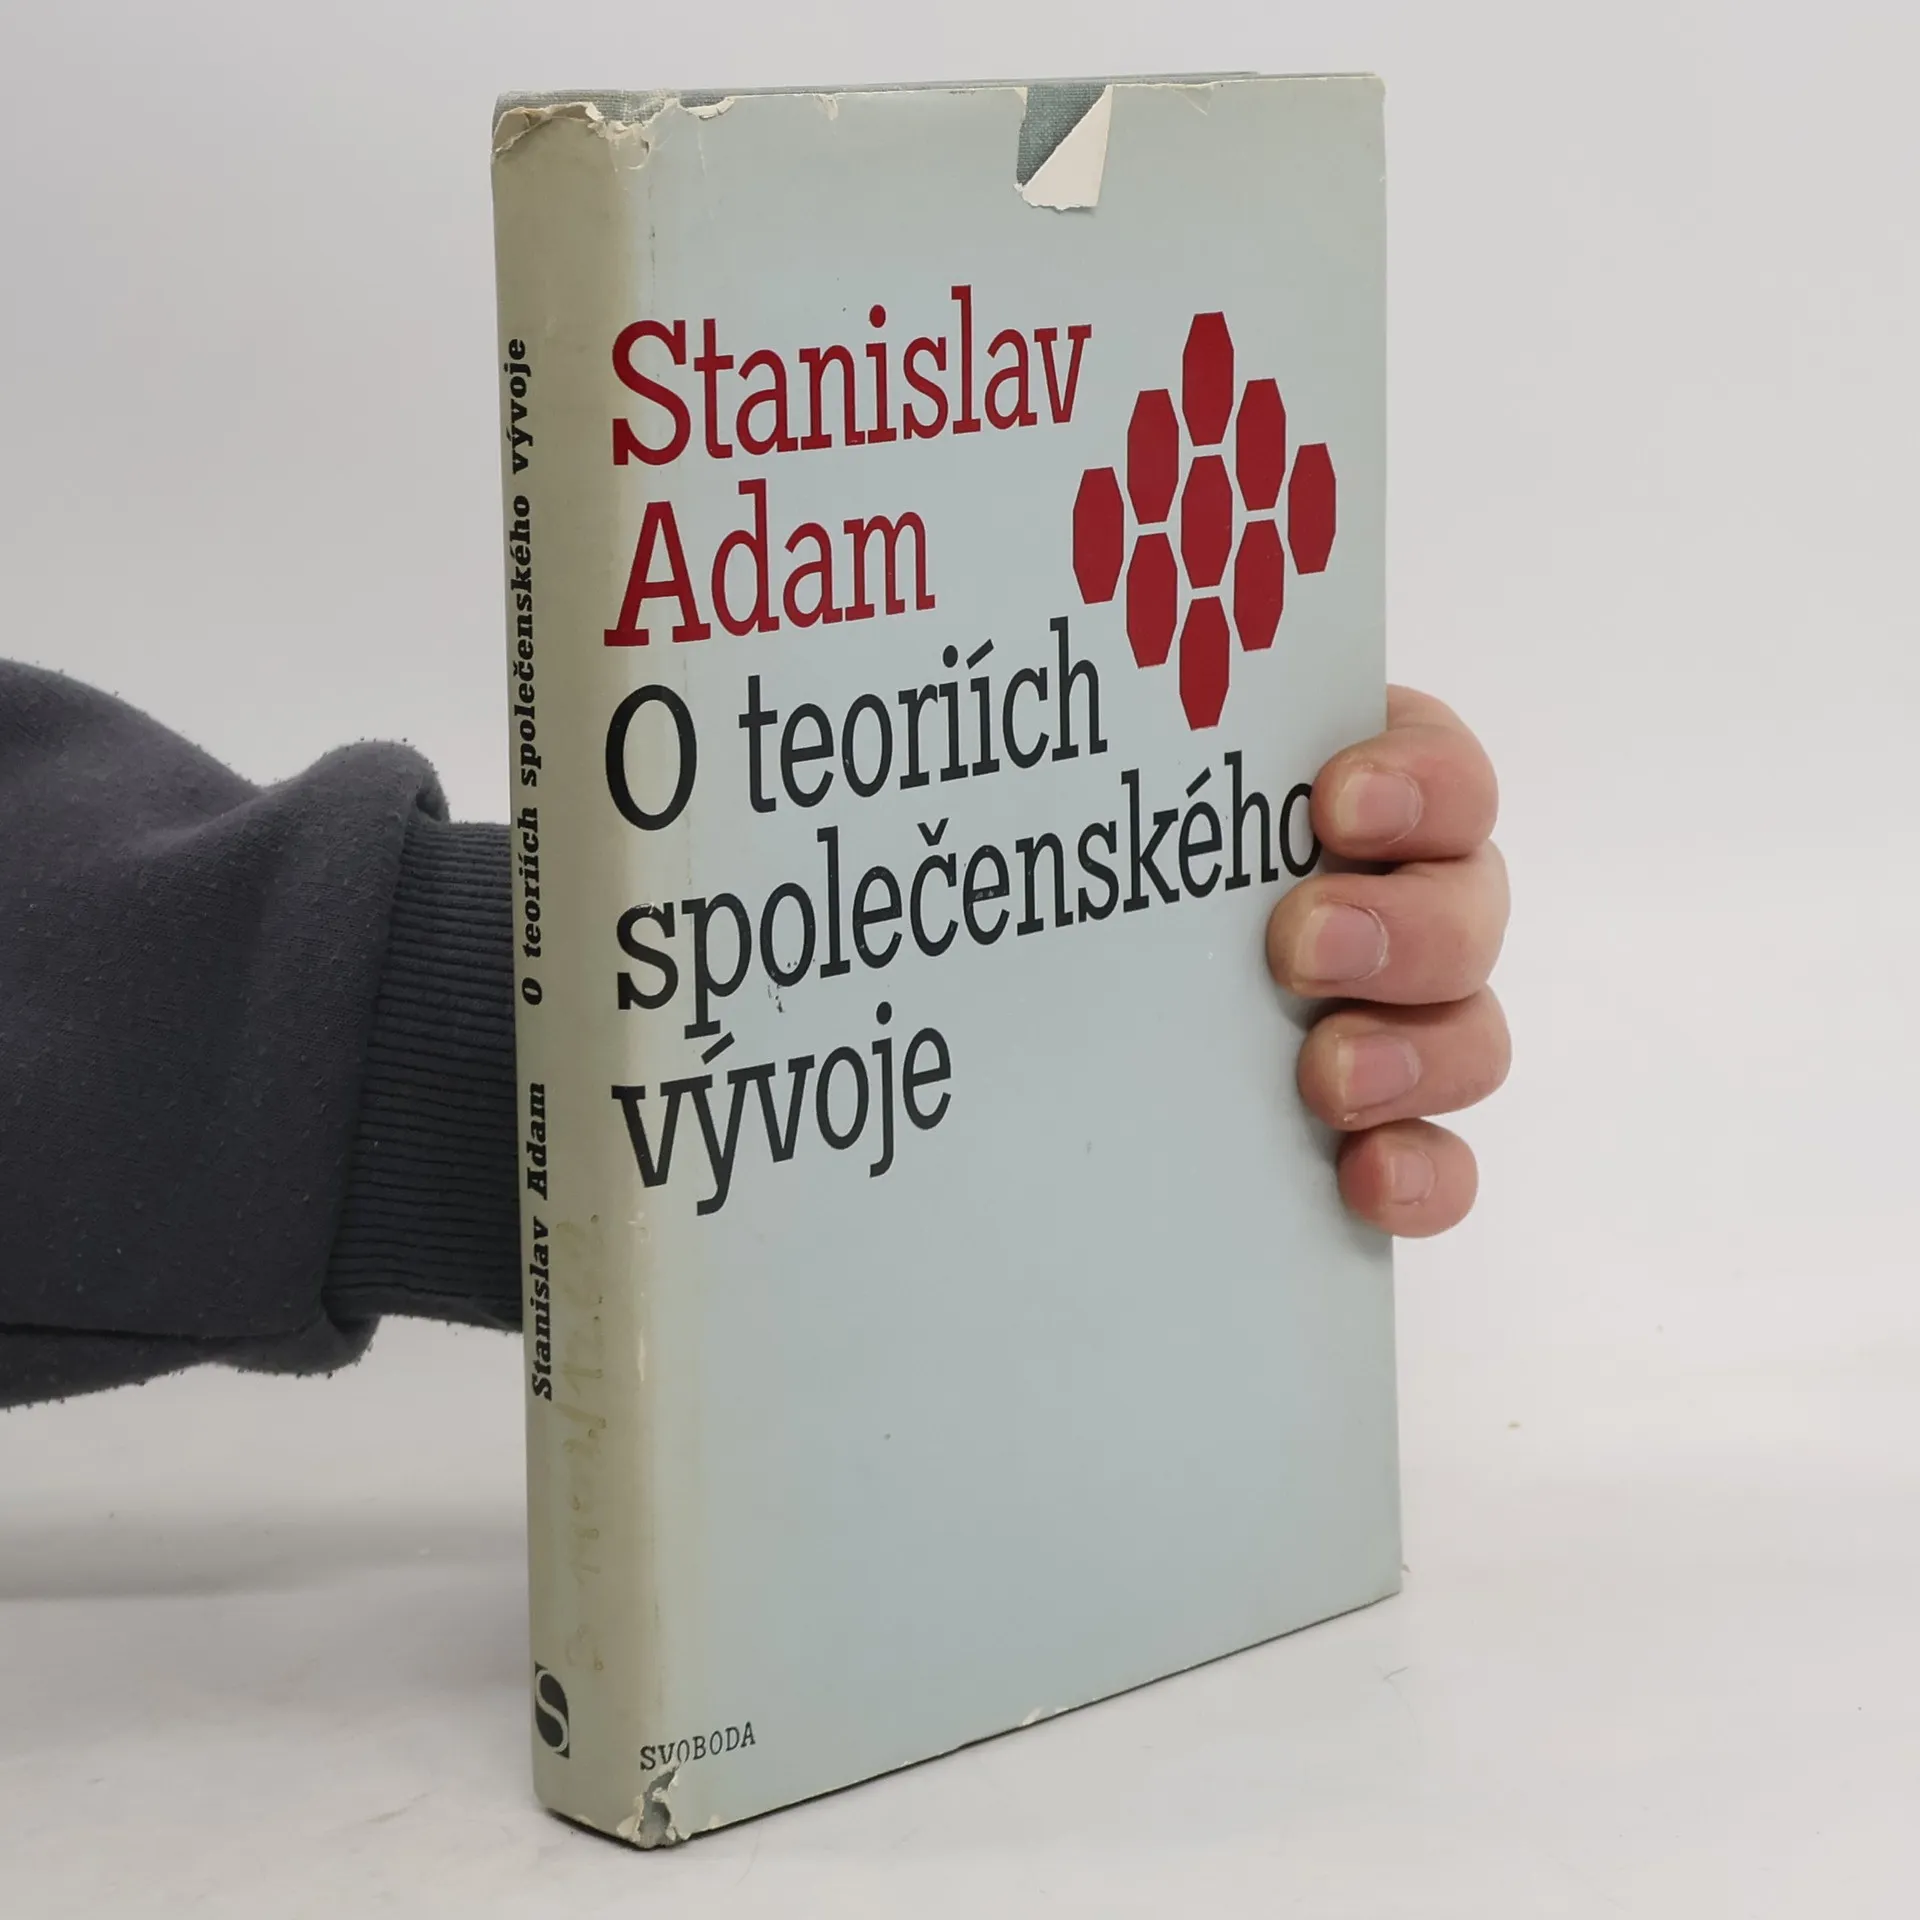 Stanislav
Adam
O teoriích
společenského
vývoje
SVOBODA
Stanislav Adam O teoriích společenského vývoje
S